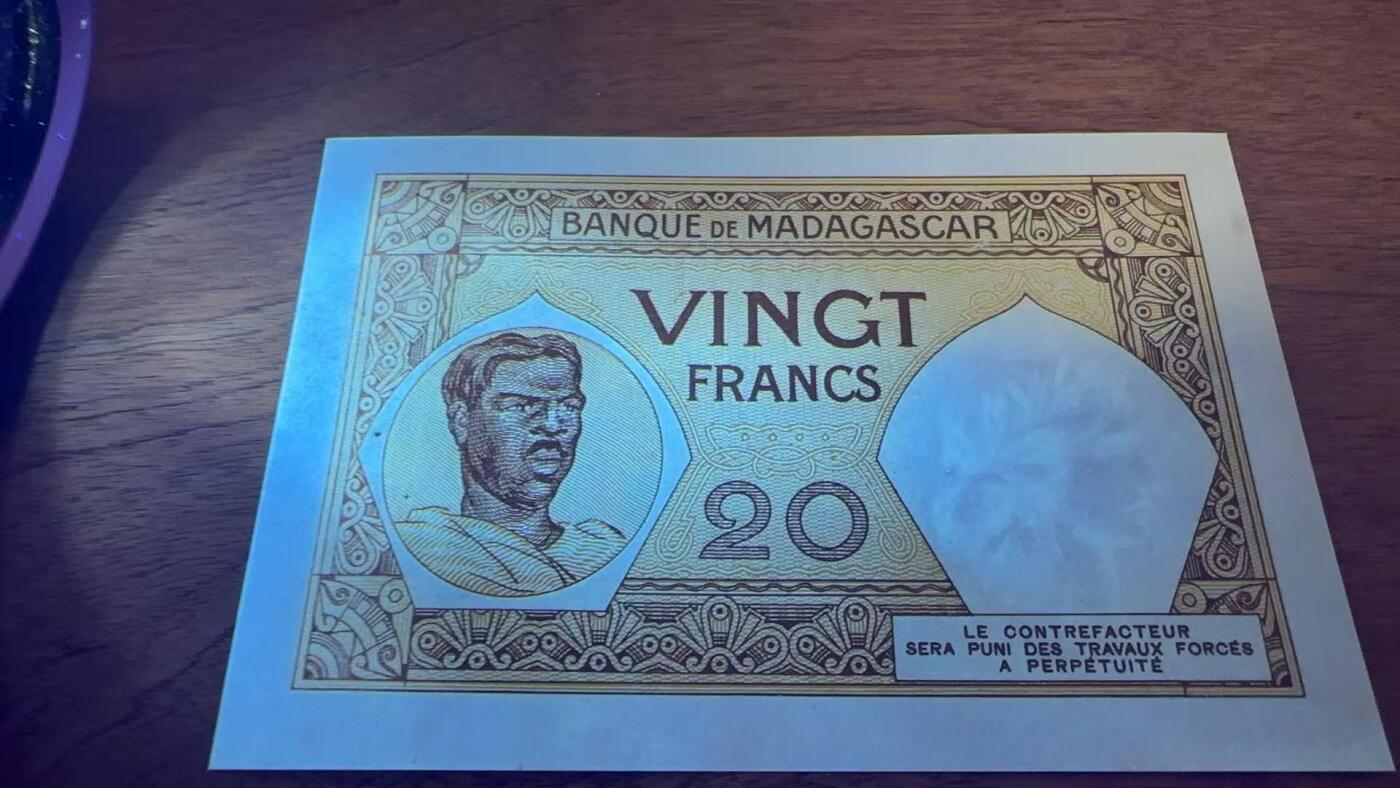 BANQUE DE MADAGASCAR
VINGT
FRANCS
20
LE CONTREFACTEUR
SERA PUNI DES TRAVAUX FORCÉS
A PERPÉTUITÉ